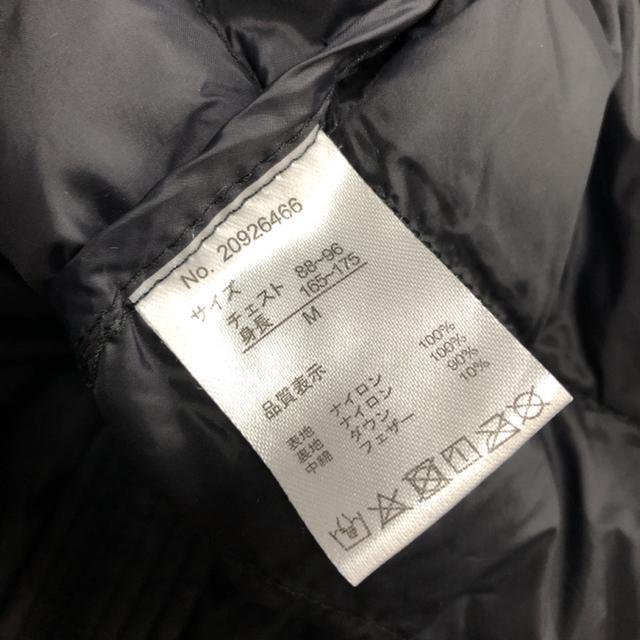 No. 20926466
サイズ
チェスト 88~96
身長 165~175
M
品質表示
表地 ナイロン 100%
表地 ナイロン 100%
中綿 ダウン 90%
フェザー 10%